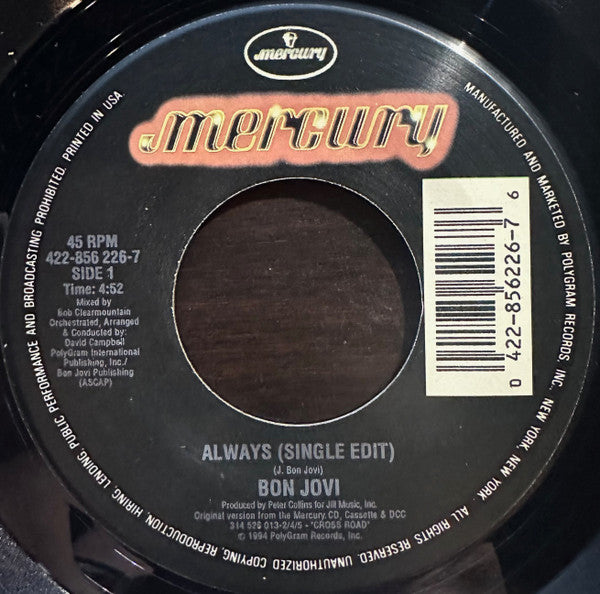 mercury
mercury
45 RPM
422-856 226-7
SIDE 1
Time: 4:52
Mixed by
Bob Clearmountain
Orchestrated, Arranged
& Conducted by:
David Campbell
PolyGram International
Publishing, Inc./
Bon Jovi Publishing
(ASCAP)
0 422-856226-7 6
ALWAYS (SINGLE EDIT)
(J. Bon Jovi)
BON JOVI
Produced by Peter Collins for Jill Music, Inc.
Original version from the Mercury CD, Cassette & DCC
314 526 013-2/4/5 - "CROSS ROAD"
© 1994 PolyGram Records, Inc.
MANUFACTURED AND MARKETED BY POLYGRAM RECORDS, INC. NEW YORK, NEW YORK. ALL RIGHTS RESERVED. UNAUTHORIZED COPYING, REPRODUCTION, HIRING, LENDING, PUBLIC PERFORMANCE AND BROADCASTING PROHIBITED. PRINTED IN USA.